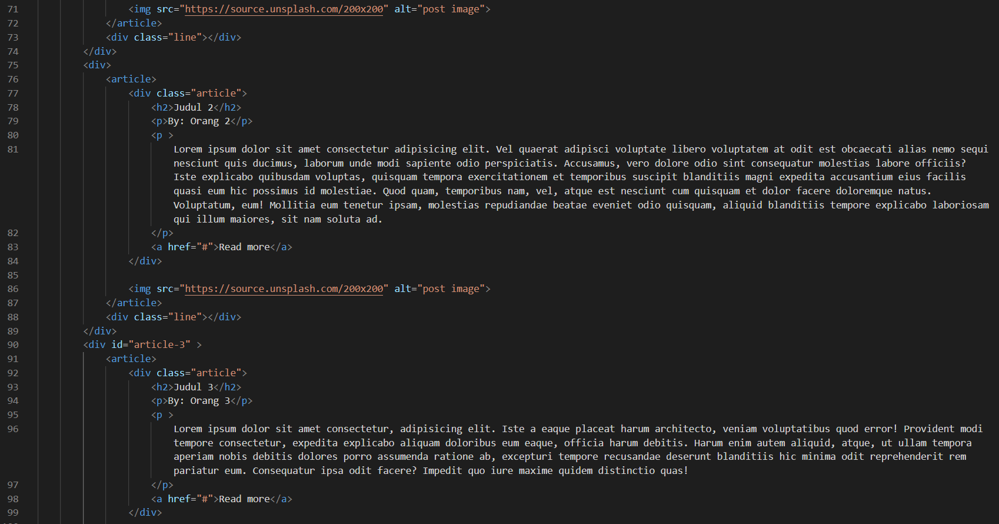 71 <img src="https://source.unsplash.com/200x200" alt="post image">
72 </article>
73 <div class="line"></div>
74 </div>
75 <div>
76 <article>
77 <div class="article">
78 <h2>Judul 2</h2>
79 <p>By: Orang 2</p>
80 <p >
81 Lorem ipsum dolor sit amet consectetur adipisicing elit. Vel quaerat adipisci voluptate libero voluptatem at odit est obcaecati alias nemo sequi
nesciunt quis ducimus, laborum unde modi sapiente odio perspiciatis. Accusamus, vero dolore odio sint consequatur molestias labore officiis?
Iste explicabo quibusdam voluptas, quisquam tempora exercitationem et temporibus suscipit blanditiis magni expedita accusantium eius facilis
quasi eum hic possimus id molestiae. Quod quam, temporibus nam, vel, atque est nesciunt cum quisquam et dolor facere doloremque natus.
Voluptatum, eum! Mollitia eum tenetur ipsam, molestias repudiandae beatae eveniet odio quisquam, aliquid blanditiis tempore explicabo laboriosam
qui illum maiores, sit nam soluta ad.
82 </p>
83 <a href="#">Read more</a>
84 </div>
85
86 <img src="https://source.unsplash.com/200x200" alt="post image">
87 </article>
88 <div class="line"></div>
89 </div>
90 <div id="article-3" >
91 <article>
92 <div class="article">
93 <h2>Judul 3</h2>
94 <p>By: Orang 3</p>
95 <p >
96 Lorem ipsum dolor sit amet consectetur, adipisicing elit. Iste a eaque placeat harum architecto, veniam voluptatibus quod error! Provident modi
tempore consectetur, expedita explicabo aliquam doloribus eum eaque, officia harum debitis. Harum enim autem aliquid, atque, ut ullam tempora
aperiam nobis debitis dolores porro assumenda ratione ab, excepturi tempore recusandae deserunt blanditiis hic minima odit reprehenderit rem
pariatur eum. Consequatur ipsa odit facere? Impedit quo iure maxime quidem distinctio quas!
97 </p>
98 <a href="#">Read more</a>
99 </div>